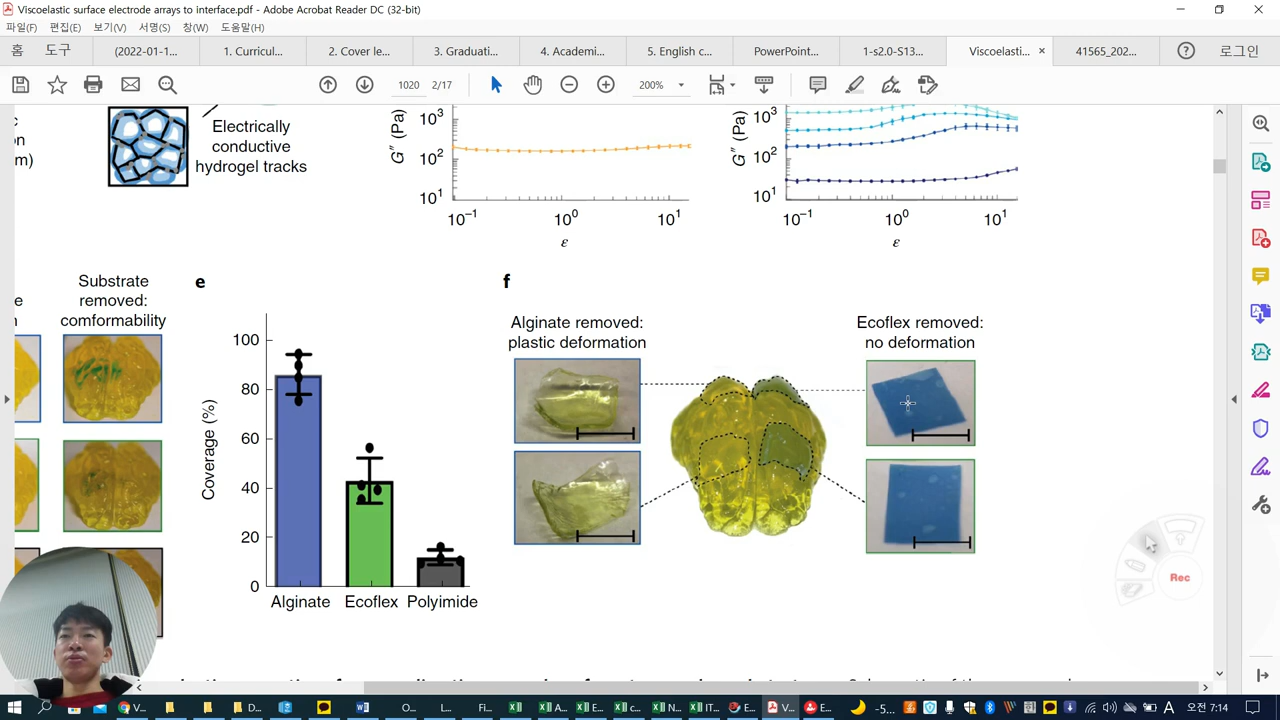 Viscoelastic surface electrode arrays to interface.pdf - Adobe Acrobat Reader DC (32-bit)
파일(F) 편집(E) 보기(V) 서명(S) 창(W) 도움말(H)
홈 도구 (2022-01-1... 1. Curricul... 2. Cover le... 3. Graduati... 4. Academi... 5. English c... PowerPoint... 1-s2.0-S13... Viscoelasti... × 41565_202... 로그인
1020 2/17 200%
c
on
m)
Electrically
conductive
hydrogel tracks
G″ (Pa)
10³
10²
10¹
10⁻¹ 10⁰ 10¹
ε
G″ (Pa)
10³
10²
10¹
10⁻¹ 10⁰ 10¹
ε
e
n
Substrate
removed:
comformability
e
Coverage (%)
100
80
60
40
20
0
Alginate Ecoflex Polyimide
f
Alginate removed:
plastic deformation
Ecoflex removed:
no deformation
Rec
V... D... O... L... Fi... A... E... c... N... IT... E... V... E... -5... A 오전 7:14